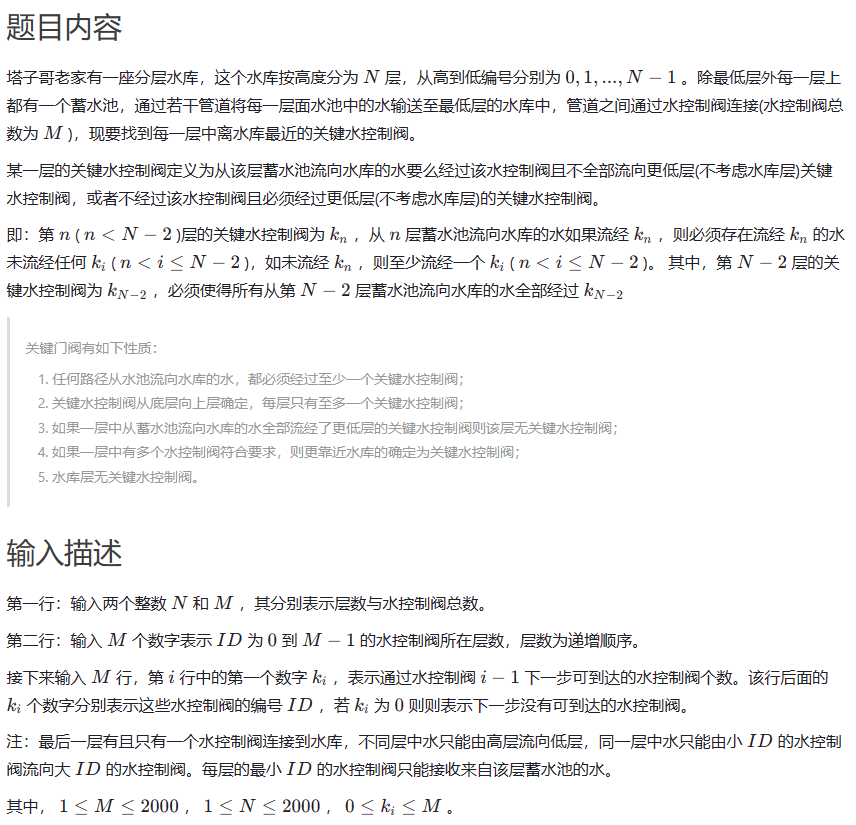 题目内容
塔子哥老家有一座分层水库，这个水库按高度分为 N 层，从高到低编号分别为 0, 1, ..., N − 1 。除最低层外每一层上
都有一个蓄水池，通过若干管道将每一层面水池中的水输送至最低层的水库中，管道之间通过水控制阀连接(水控制阀总
数为 M )，现要找到每一层中离水库最近的关键水控制阀。
某一层的关键水控制阀定义为从该层蓄水池流向水库的水要么经过该水控制阀且不全部流向更低层(不考虑水库层)关键
水控制阀，或者不经过该水控制阀且必须经过更低层(不考虑水库层)的关键水控制阀。
即：第 n ( n < N − 2 )层的关键水控制阀为 kₙ ，从 n 层蓄水池流向水库的水如果流经 kₙ ，则必须存在流经 kₙ 的水
未流经任何 kᵢ ( n < i ≤ N − 2 )，如未流经 kₙ ，则至少流经一个 kᵢ ( n < i ≤ N − 2 )。 其中，第 N − 2 层的关
键水控制阀为 k_{N−2} ，必须使得所有从第 N − 2 层蓄水池流向水库的水全部经过 k_{N−2}
关键门阀有如下性质：
1. 任何路径从水池流向水库的水，都必须经过至少一个关键水控制阀；
2. 关键水控制阀从底层向上层确定，每层只有至多一个关键水控制阀；
3. 如果一层中从蓄水池流向水库的水全部流经了更低层的关键水控制阀则该层无关键水控制阀；
4. 如果一层中有多个水控制阀符合要求，则更靠近水库的确定为关键水控制阀；
5. 水库层无关键水控制阀。
输入描述
第一行：输入两个整数 N 和 M ，其分别表示层数与水控制阀总数。
第二行：输入 M 个数字表示 ID 为 0 到 M − 1 的水控制阀所在层数，层数为递增顺序。
接下来输入 M 行，第 i 行中的第一个数字 kᵢ ，表示通过水控制阀 i − 1 下一步可到达的水控制阀个数。该行后面的
kᵢ 个数字分别表示这些水控制阀的编号 ID ，若 kᵢ 为 0 则则表示下一步没有可到达的水控制阀。
注：最后一层有且只有一个水控制阀连接到水库，不同层中水只能由高层流向低层，同一层中水只能由小 ID 的水控制
阀流向大 ID 的水控制阀。每层的最小 ID 的水控制阀只能接收来自该层蓄水池的水。
其中， 1 ≤ M ≤ 2000 ， 1 ≤ N ≤ 2000 ， 0 ≤ kᵢ ≤ M 。